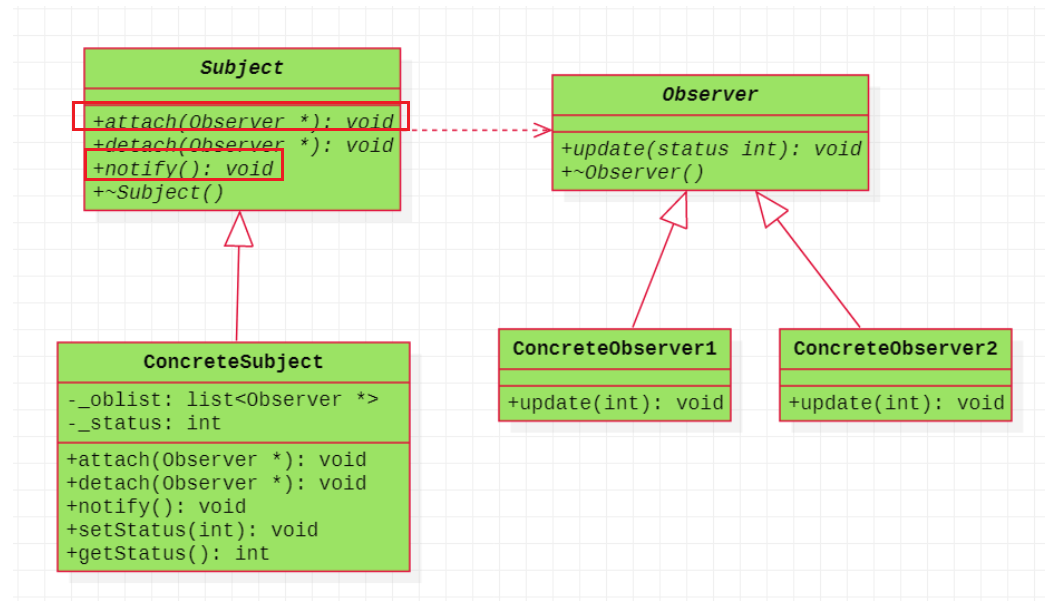 Subject
+attach(Observer *): void
+detach(Observer *): void
+notify(): void
+~Subject()
Observer
+update(status int): void
+~Observer()
ConcreteSubject
-_oblist: list<Observer *>
-_status: int
+attach(Observer *): void
+detach(Observer *): void
+notify(): void
+setStatus(int): void
+getStatus(): int
ConcreteObserver1
+update(int): void
ConcreteObserver2
+update(int): void